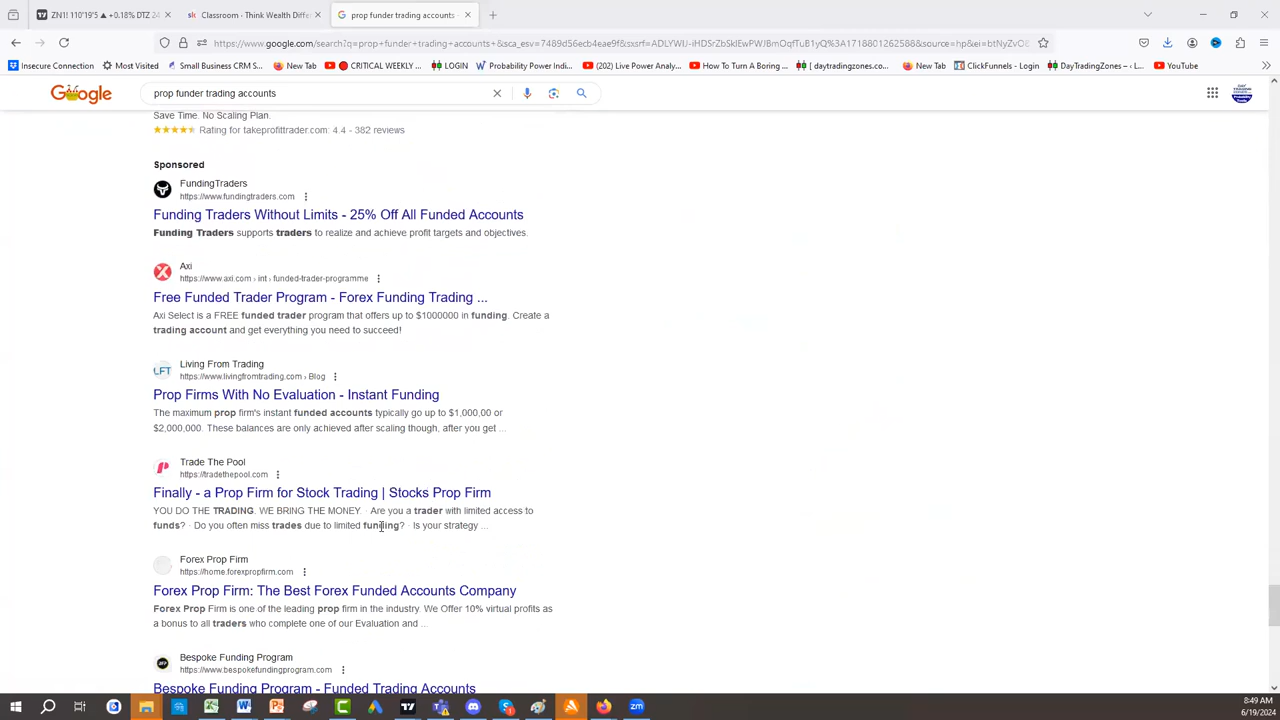 ZN1! 110'19'5 ▲ +0.18% DTZ 24
Classroom - Think Wealth Diffe
prop funder trading accounts -
https://www.google.com/search?q=prop+funder+trading+accounts+&sca_esv=7489d56ecb4eae9f&sxsrf=
Insecure Connection
Most Visited
Small Business CRM S...
New Tab
CRITICAL WEEKLY ...
LOGIN
Probability Power Indi...
(202) Live Power Anal...
How To Turn A Boring ...
[ daytradingzones.co...
New Tab
ClickFunnels - Login
DayTradingZones – ‹ L...
YouTube
Google
prop funder trading accounts
Save Time. No Scaling Plan.
Rating for takeprofittrader.com: 4.4 - 382 reviews
Sponsored
FundingTraders
https://www.fundingtraders.com
Funding Traders Without Limits - 25% Off All Funded Accounts
Funding Traders supports traders to realize and achieve profit targets and objectives.
Axi
https://www.axi.com › int › funded-trader-programme
Free Funded Trader Program - Forex Funding Trading ...
Axi Select is a FREE funded trader program that offers up to $1000000 in funding. Create a
trading account and get everything you need to succeed!
LFT
Living From Trading
https://www.livingfromtrading.com › Blog
Prop Firms With No Evaluation - Instant Funding
The maximum prop firm's instant funded accounts typically go up to $1,000,00 or
$2,000,000. These balances are only achieved after scaling though, after you get ...
Trade The Pool
https://tradethepool.com
Finally - a Prop Firm for Stock Trading | Stocks Prop Firm
YOU DO THE TRADING. WE BRING THE MONEY. · Are you a trader with limited access to
funds? · Do you often miss trades due to limited funding? · Is your strategy ...
Forex Prop Firm
https://home.forexpropfirm.com
Forex Prop Firm: The Best Forex Funded Accounts Company
Forex Prop Firm is one of the leading prop firm in the industry. We Offer 10% virtual profits as
a bonus to all traders who complete one of our Evaluation and ...
Bespoke Funding Program
https://www.bespokefundingprogram.com
Bespoke Funding Program - Funded Trading Accounts
8:49 AM
6/19/2024